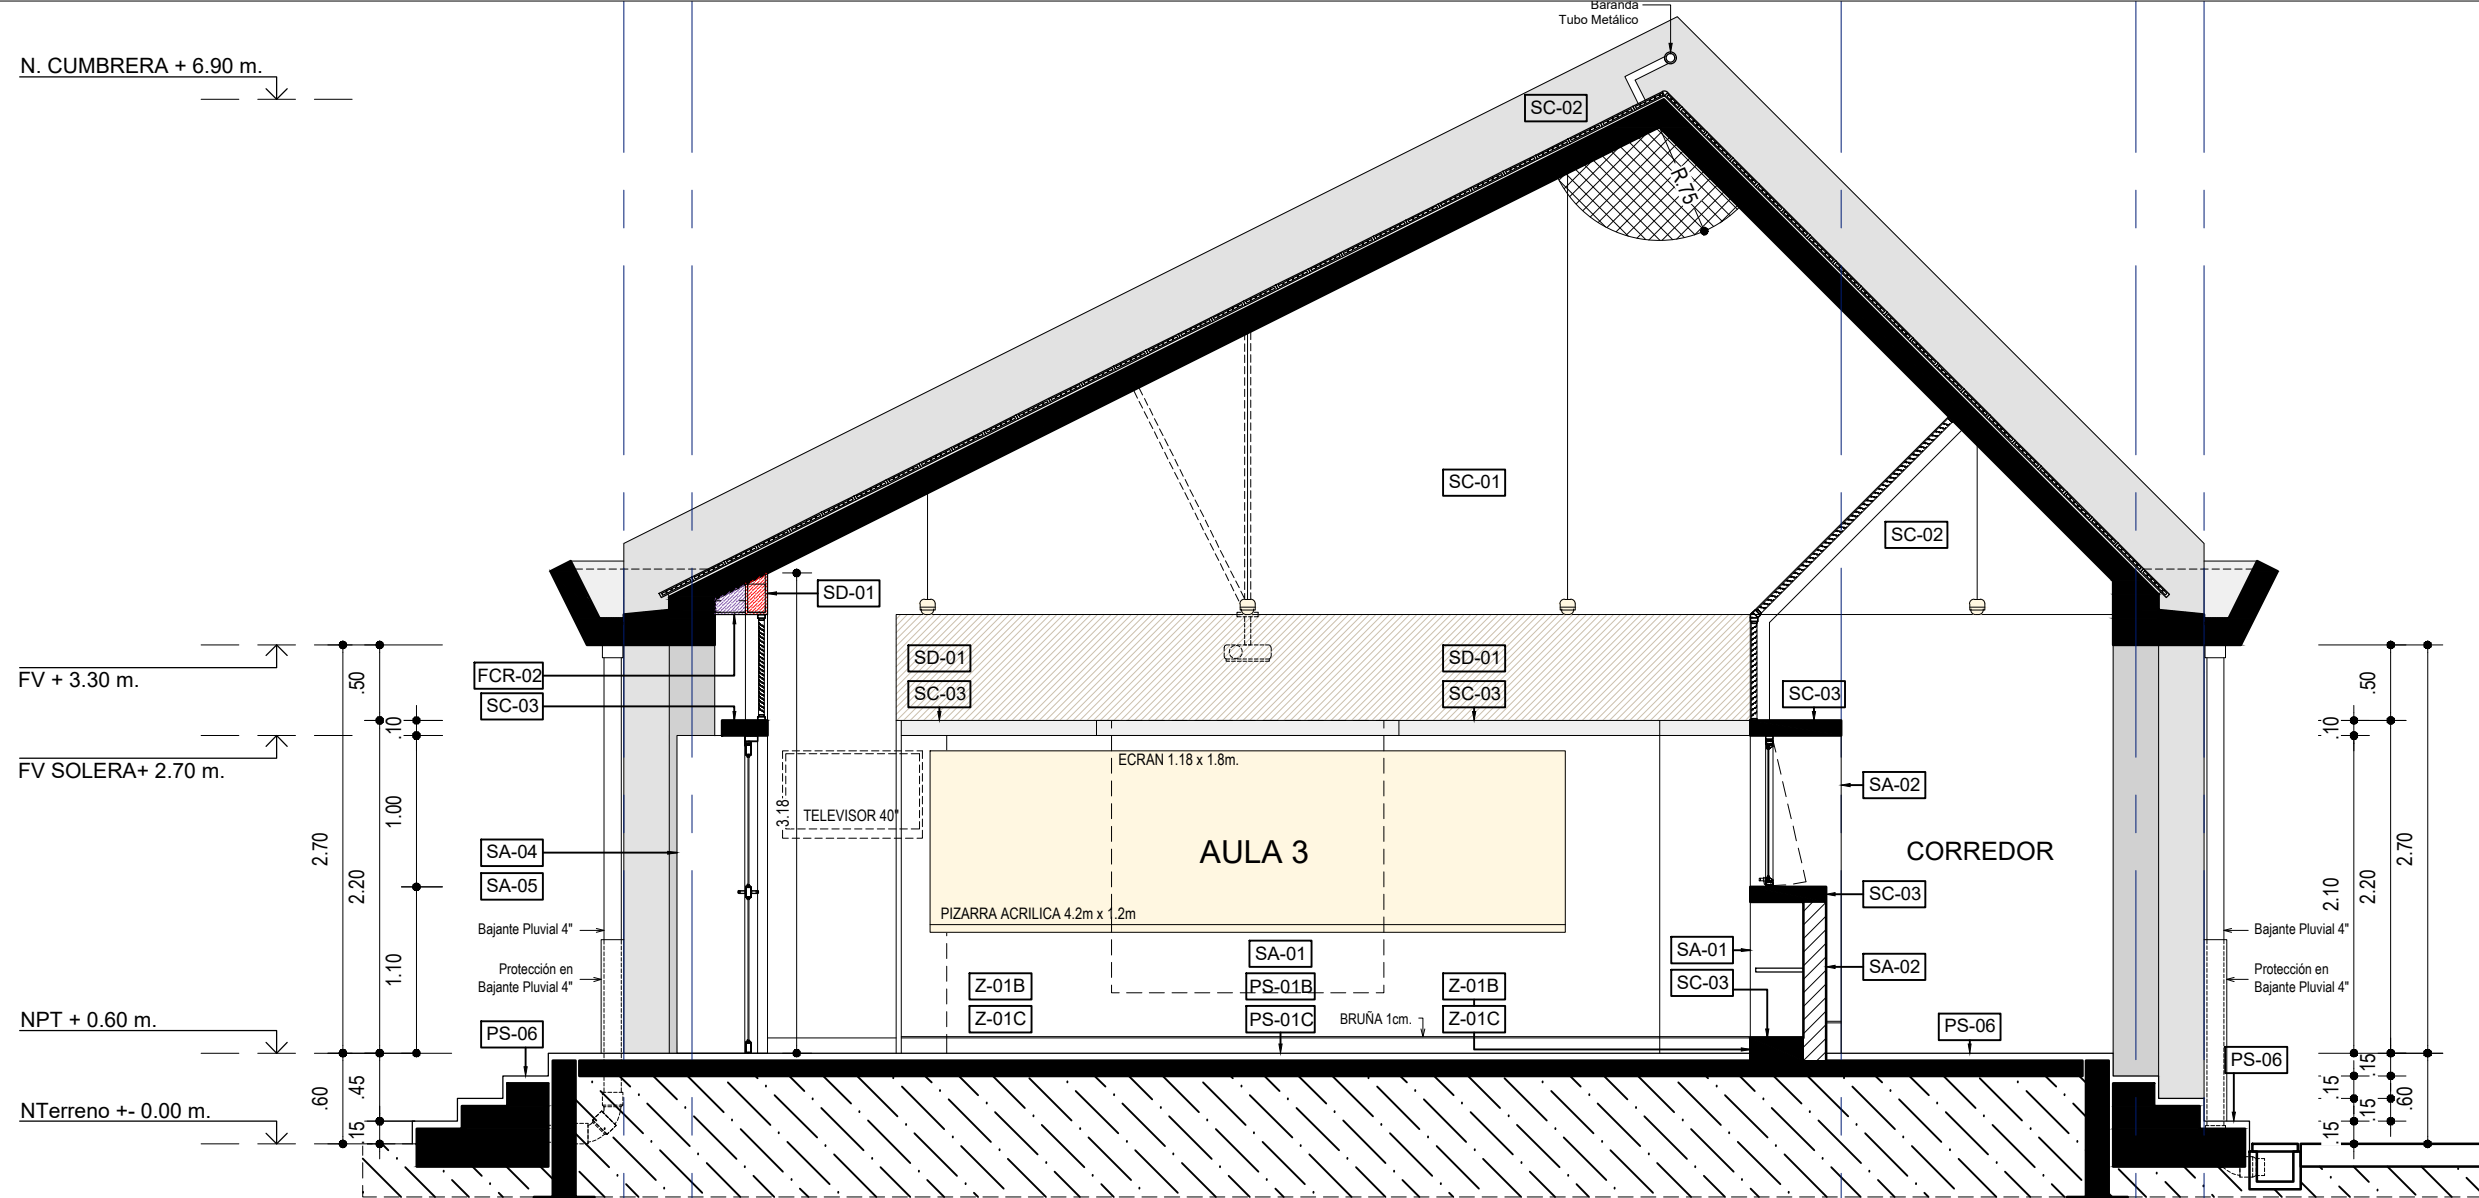 Baranda
Tubo Metálico
N. CUMBRERA + 6.90 m.
SC-02
R.75
SC-01
SC-02
SD-01
FCR-02
SC-03
SD-01
SC-03
SD-01
SC-03
SC-03
FV + 3.30 m.
FV SOLERA+ 2.70 m.
.50
.10
1.00
2.70
2.20
1.10
3.18
TELEVISOR 40"
ECRAN 1.18 x 1.8m.
AULA 3
PIZARRA ACRILICA 4.2m x 1.2m
SA-02
CORREDOR
SC-03
SA-04
SA-05
Bajante Pluvial 4"
Protección en
Bajante Pluvial 4"
SA-01
PS-01B
PS-01C
Z-01B
Z-01C
BRUÑA 1cm.
Z-01B
Z-01C
SA-01
SC-03
SA-02
PS-06
PS-06
PS-06
Bajante Pluvial 4"
Protección en
Bajante Pluvial 4"
.50
.10
2.10
2.20
2.70
NPT + 0.60 m.
NTerreno +- 0.00 m.
.60
.45
.15
.15
.15
.15
.15
.60